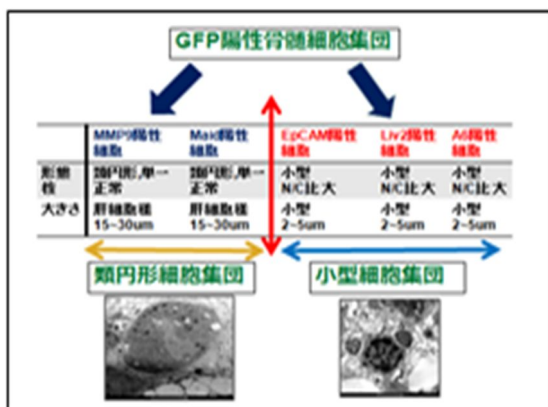 GFP陽性骨髄細胞集団
MMP9陽性細胞 Maid陽性細胞 EpCAM陽性細胞 Liv2陽性細胞 A6陽性細胞
形態 類円形,単一 類円形,単一 小型 小型 小型
核 正常 正常 N/C比大 N/C比大 N/C比大
大きさ 肝細胞様 肝細胞様 小型 小型 小型
15~30um 15~30um 2~5um 2~5um 2~5um
類円形細胞集団 小型細胞集団